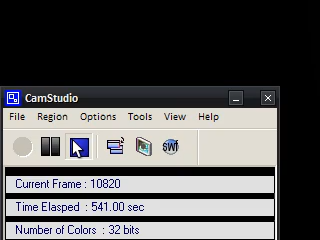 CamStudio
File Region Options Tools View Help
SWf
Current Frame : 10820
Time Elasped : 541.00 sec
Number of Colors : 32 bits